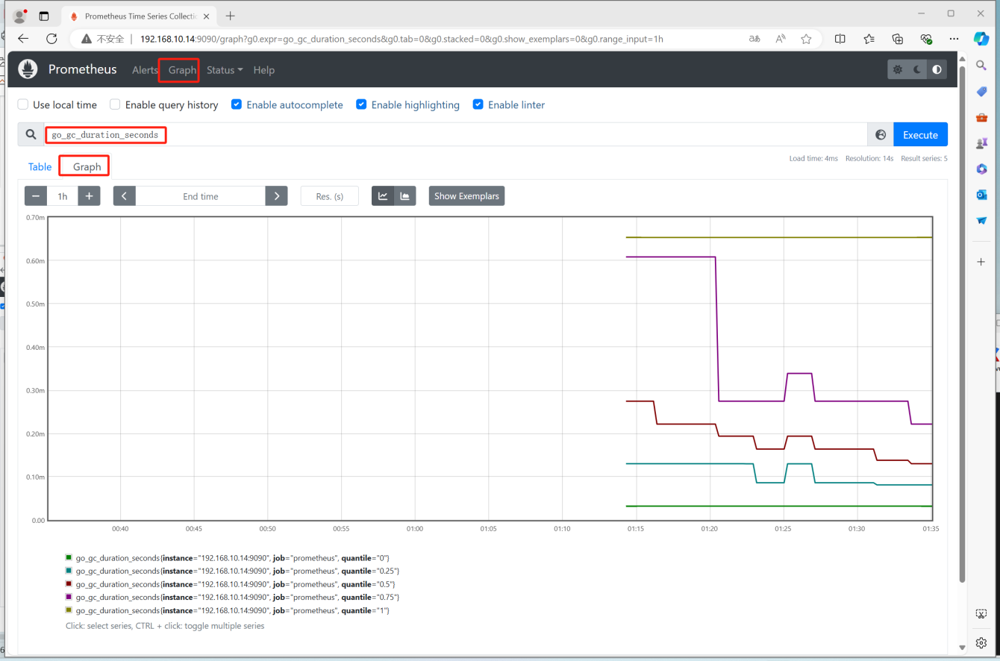 Prometheus Time Series Collectio
不安全 | 192.168.10.14:9090/graph?g0.expr=go_gc_duration_seconds&g0.tab=0&g0.stacked=0&g0.show_exemplars=0&g0.range_input=1h
Prometheus Alerts Graph Status Help
Use local time Enable query history Enable autocomplete Enable highlighting Enable linter
go_gc_duration_seconds Execute
Table Graph Load time: 4ms Resolution: 14s Result series: 5
− 1h + End time Res. (s) Show Exemplars
0.70m
0.60m
0.50m
0.40m
0.30m
0.20m
0.10m
0.00
00:40 00:45 00:50 00:55 01:00 01:05 01:10 01:15 01:20 01:25 01:30 01:35
go_gc_duration_seconds{instance="192.168.10.14:9090", job="prometheus", quantile="0"}
go_gc_duration_seconds{instance="192.168.10.14:9090", job="prometheus", quantile="0.25"}
go_gc_duration_seconds{instance="192.168.10.14:9090", job="prometheus", quantile="0.5"}
go_gc_duration_seconds{instance="192.168.10.14:9090", job="prometheus", quantile="0.75"}
go_gc_duration_seconds{instance="192.168.10.14:9090", job="prometheus", quantile="1"}
Click: select series, CTRL + click: toggle multiple series